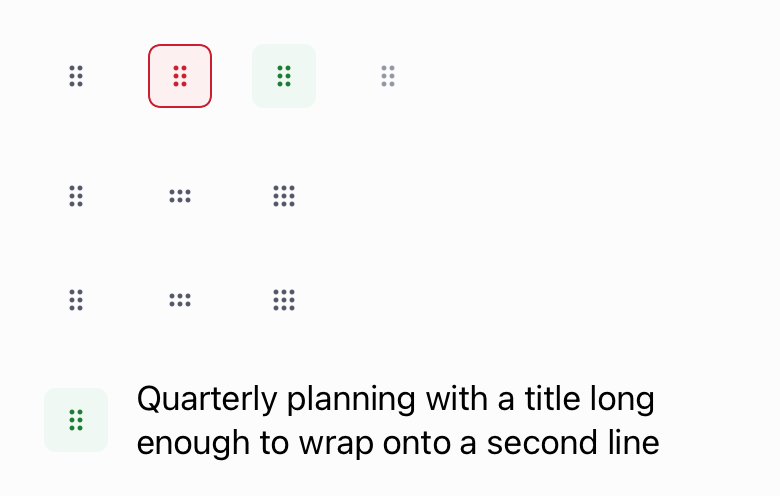 Quarterly planning with a title long
enough to wrap onto a second line